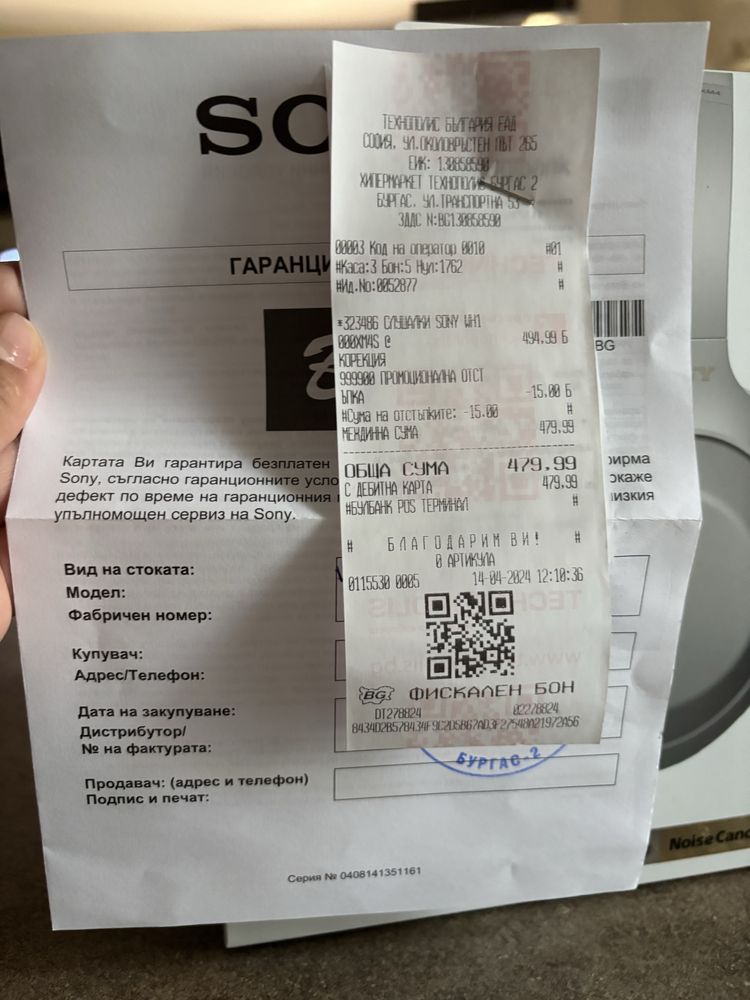 SO
ТЕХНОПОЛИС БЪЛГАРИЯ ЕАД
СОФИЯ, УЛ.ОКОЛОВРЪСТЕН ПЪТ 265
ЕИК: 130858590
ХИПЕРМАРКЕТ ТЕХНОПОЛИС БУРГАС 2
БУРГАС, УЛ.ТРАНСПОРТНА 53
ЗДДС N:BG130858590
00003 Код на оператор 0010 #01
#Каса:3 Бон:5 Нул:1762 #
#Ид.No:0052877 #
*323486 СЛУШАЛКИ SONY WH1
000XM4S @ 494.99 Б
КОРЕКЦИЯ
999900 ПРОМОЦИОНАЛНА ОТСТ
ЪПКА -15.00 Б
#Сума на отстъпките: -15.00 #
МЕЖДИННА СУМА 479.99
ОБЩА СУМА 479.99
С ДЕБИТНА КАРТА 479.99
#БУЛБАНК POS ТЕРМИНАЛ #
# БЛАГОДАРИМ ВИ! #
0 АРТИКУЛА
0115530 0005 14-04-2024 12:10:36
BG ФИСКАЛЕН БОН
DT278824 02278824
ГАРАНЦИ
BG
Картата Ви гарантира безплатен
Sony, съгласно гаранционните усло
дефект по време на гаранционния
упълномощен сервиз на Sony.
Вид на стоката:
Модел:
Фабричен номер:
Купувач:
Адрес/Телефон:
Дата на закупуване:
Дистрибутор/
№ на фактурата:
Продавач: (адрес и телефон)
Подпис и печат:
БУРГАС-2
Серия № 0408141351161
Noise Canc